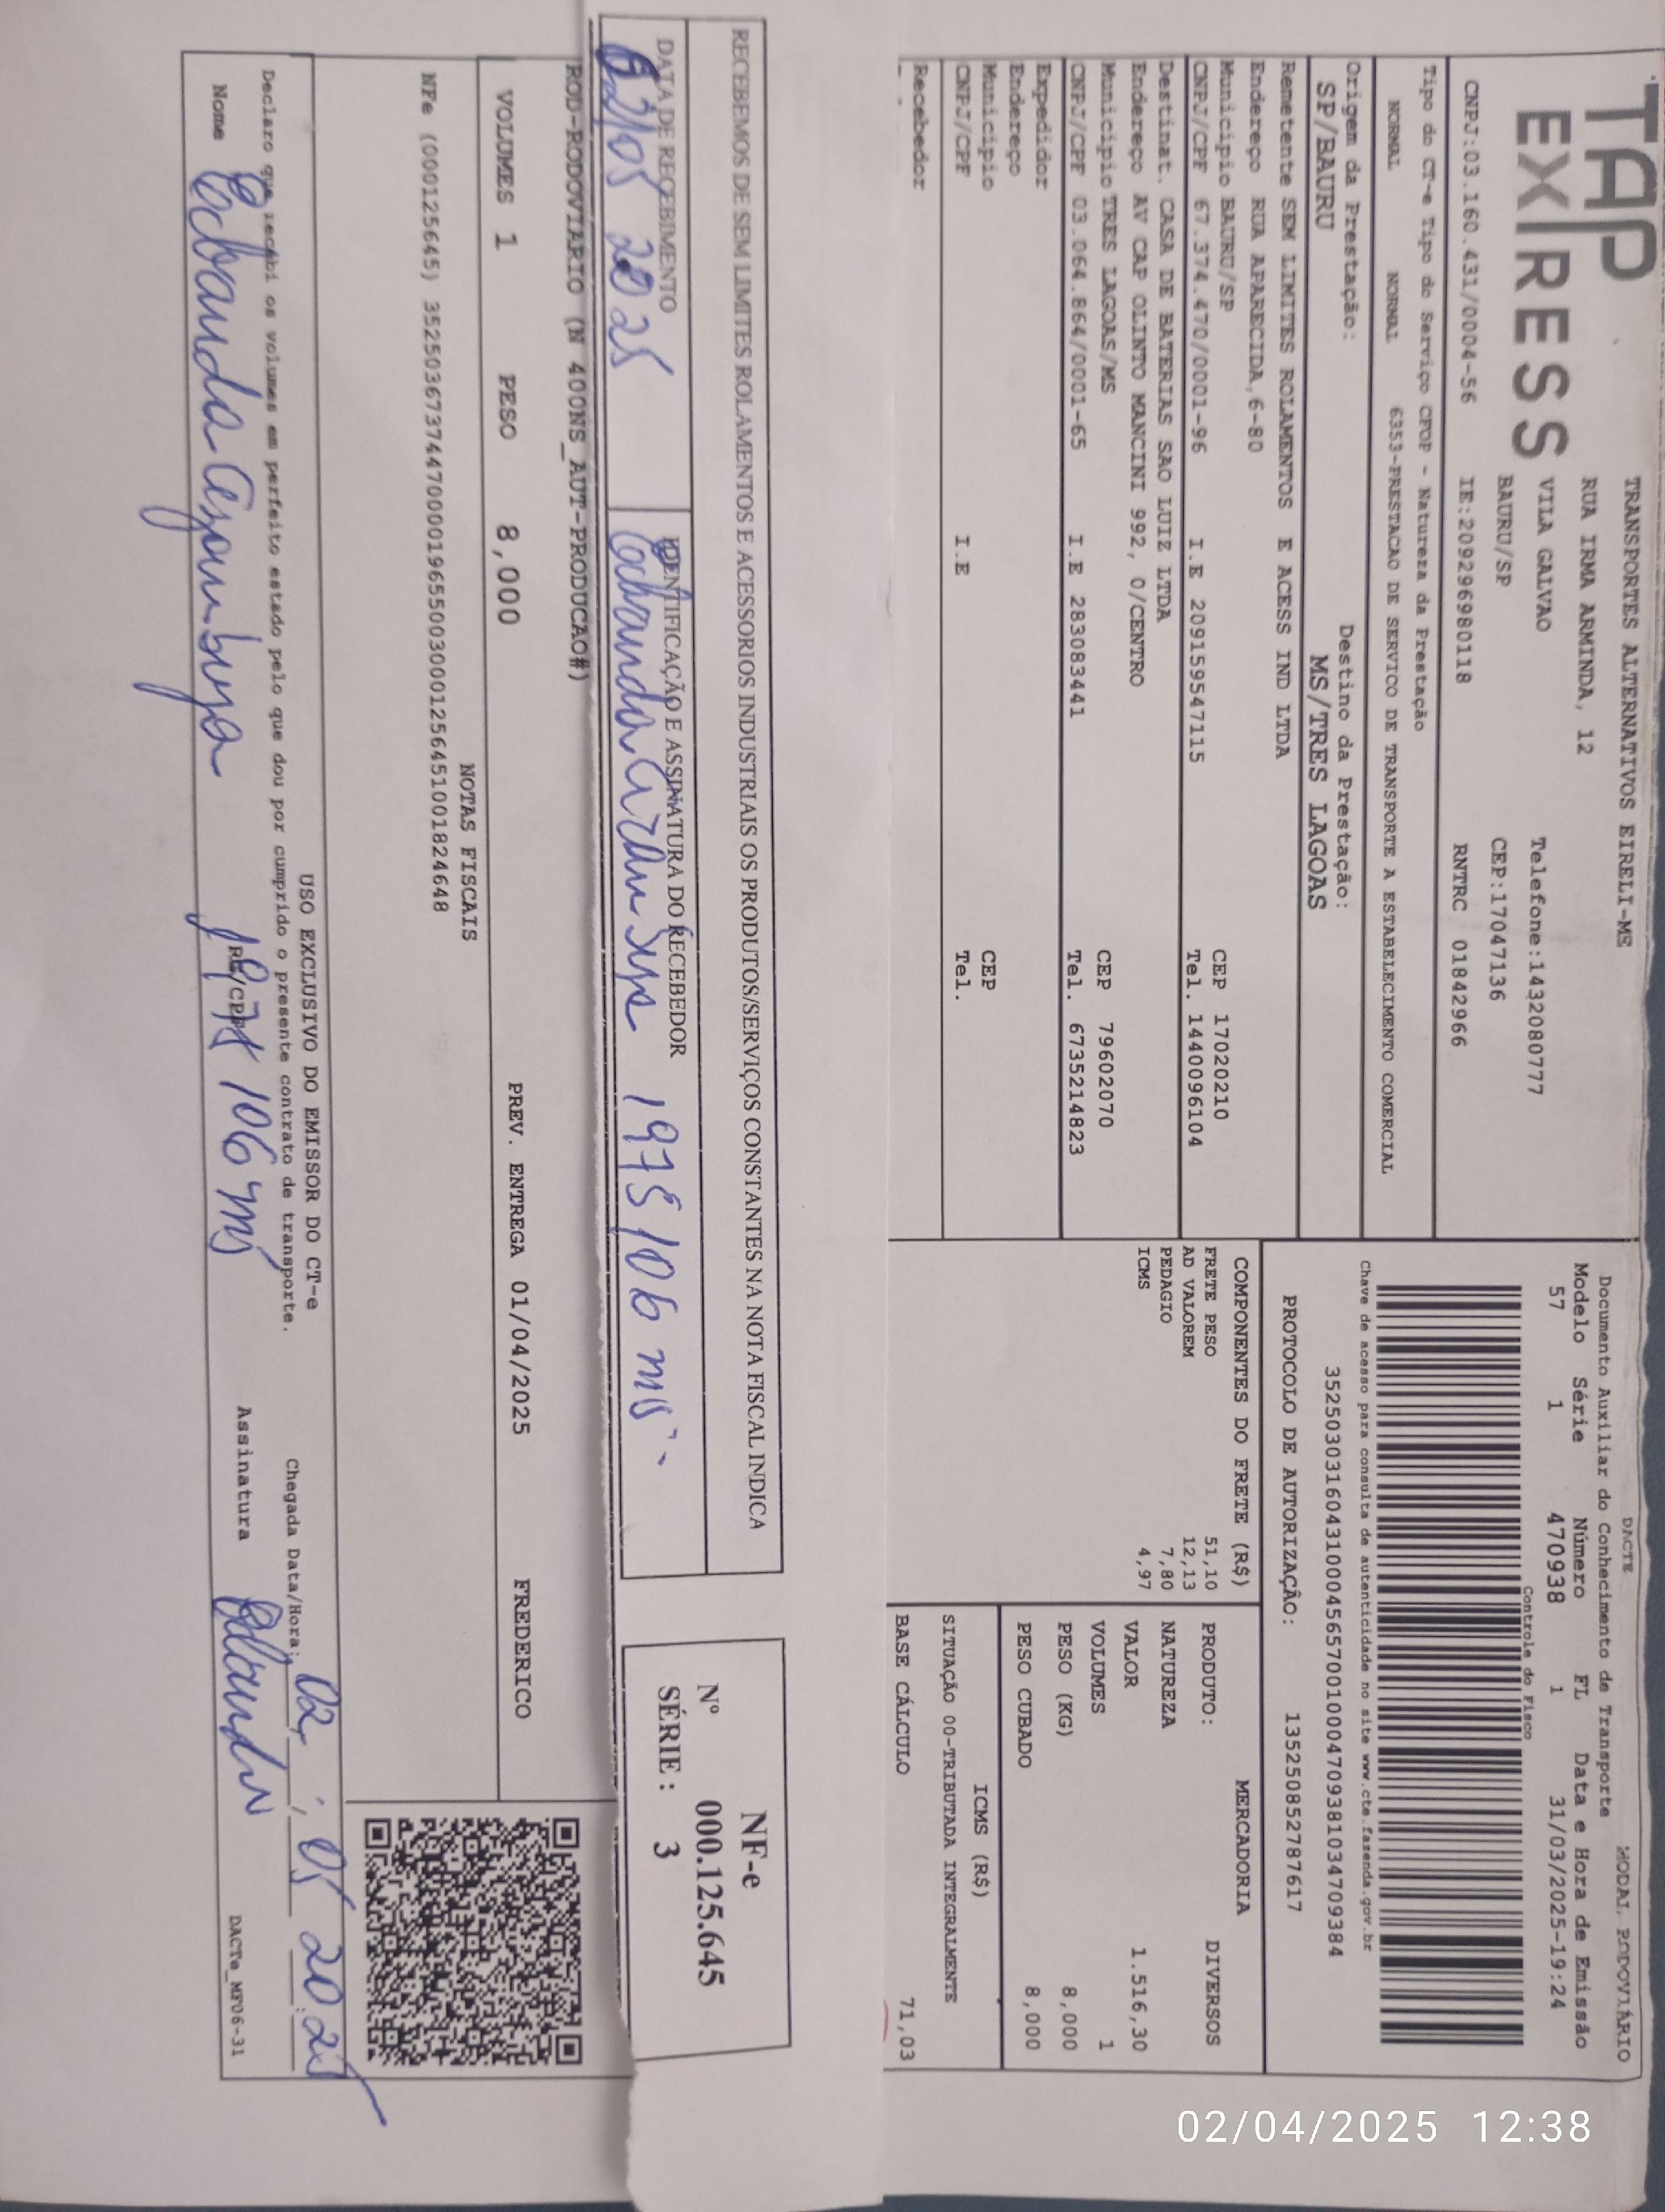 TAP
EXPRESS
TRANSPORTES ALTERNATIVOS EIRELI-ME
RUA IRMA ARMINDA, 12
VILA GALVAO Telefone:1432080777
BAURU/SP CEP:17047136
CNPJ:03.160.431/0004-56 IE:209296980118 RNTRC 01842966
Tipo do CT-e Tipo do Serviço CFOP - Natureza da Prestação
NORMAL NORMAL 6353-PRESTACAO DE SERVICO DE TRANSPORTE A ESTABELECIMENTO COMERCIAL
Origem da Prestação: Destino da Prestação:
SP/BAURU MS/TRES LAGOAS
Remetente SEM LIMITES ROLAMENTOS E ACESS IND LTDA
Endereço RUA APARECIDA,6-80
Município BAURU/SP CEP 17020210
CNPJ/CPF 67.374.470/0001-96 I.E 209159547115 Tel. 1440096104
Destinat. CASA DE BATERIAS SAO LUIZ LTDA
Endereço AV CAP OLINTO MANCINI 992, 0/CENTRO
Município TRES LAGOAS/MS CEP 79602070
CNPJ/CPF 03.064.864/0001-65 I.E 283083441 Tel. 6735214823
Expedidor
Endereço
Município CEP
CNPJ/CPF I.E Tel.
Recebedor
DACTE MODAL RODOVIÁRIO
Documento Auxiliar do Conhecimento de Transporte
Modelo Série Número FL Data e Hora de Emissão
57 1 470938 1 31/03/2025-19:24
Controle do Fisco
Chave de acesso para consulta de autenticidade no site www.cte.fazenda.gov.br
35250303160431000456570010004709381034709384
PROTOCOLO DE AUTORIZAÇÃO: 135250852787617
COMPONENTES DO FRETE (R$)
FRETE PESO 51,10
AD VALOREM 12,13
PEDAGIO 7,80
ICMS 4,97
MERCADORIA
PRODUTO: DIVERSOS
NATUREZA
VALOR 1.516,30
VOLUMES 1
PESO (KG) 8,000
PESO CUBADO 8,000
ICMS (R$)
SITUAÇÃO 00-TRIBUTADA INTEGRALMENTE
BASE CÁLCULO 71,03
RECEBEMOS DE SEM LIMITES ROLAMENTOS E ACESSORIOS INDUSTRIAIS OS PRODUTOS/SERVIÇOS CONSTANTES NA NOTA FISCAL INDICA
DATA DE RECEBIMENTO IDENTIFICAÇÃO E ASSINATURA DO RECEBEDOR
2025
NF-e
Nº 000.125.645
SÉRIE : 3
ROD-RODOVIARIO (N 400NS_AUT-PRODUCAO#)
VOLUMES 1 PESO 8,000 PREV. ENTREGA 01/04/2025 FREDERICO
NOTAS FISCAIS
NFe (000125645) 35250367374470000196550030001256451001824648
USO EXCLUSIVO DO EMISSOR DO CT-e
Declaro que recebi os volumes em perfeito estado pelo que dou por cumprido o presente contrato de transporte. Chegada Data/Hora: 02 05 2025
Nome RG/CPF Assinatura DACTe_MF06-31
02/04/2025 12:38